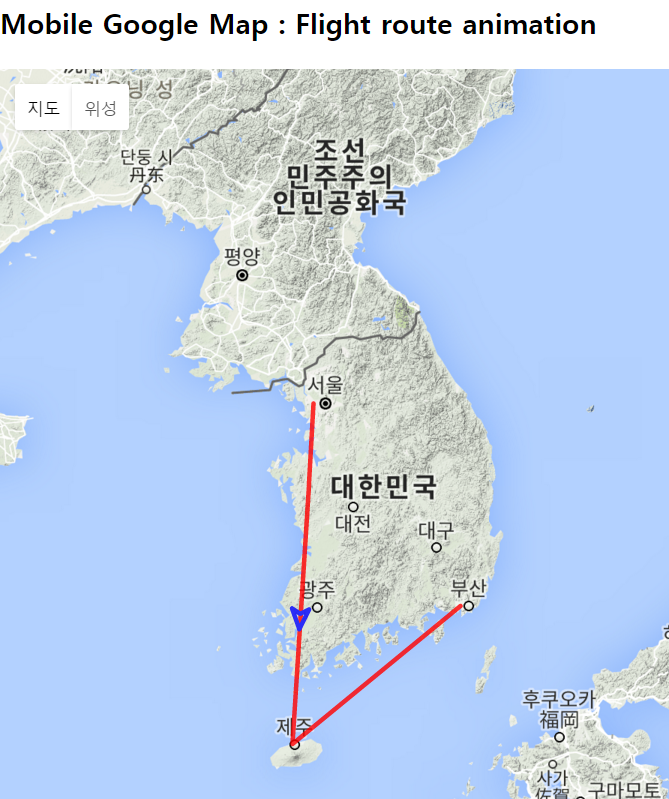 Mobile Google Map : Flight route animation
지도 위성
단둥 시
丹东
조선
민주주의
인민공화국
평양
서울
대한민국
대전
대구
광주
부산
제주
후쿠오카
福岡
사가
佐賀
구마모토